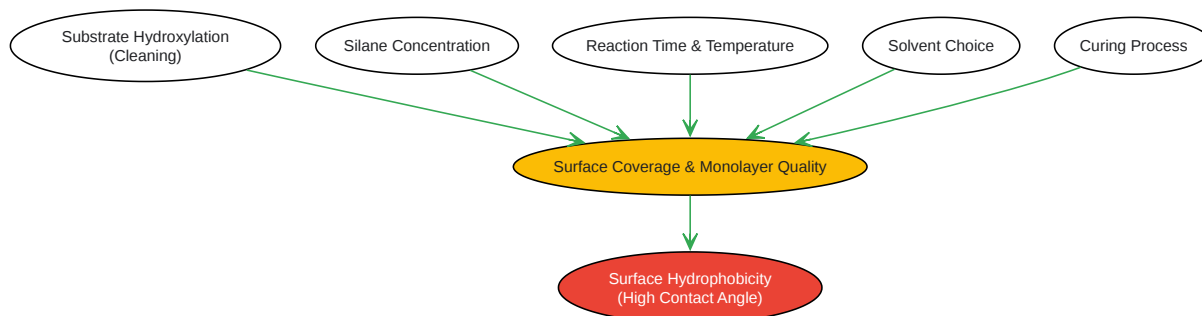 Substrate Hydroxylation
(Cleaning)
Silane Concentration
Reaction Time & Temperature
Solvent Choice
Curing Process
Surface Coverage & Monolayer Quality
Surface Hydrophobicity
(High Contact Angle)